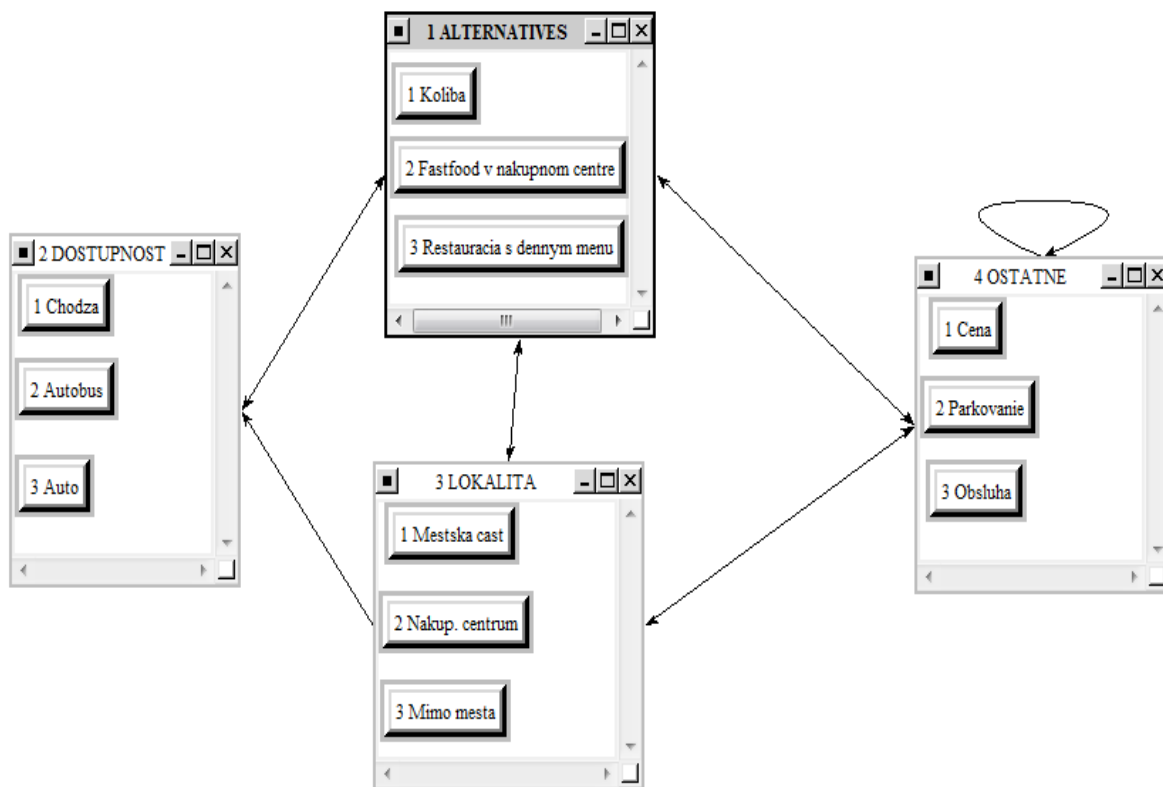 1 ALTERNATIVES
1 Koliba
2 Fastfood v nakupnom centre
3 Restauracia s dennym menu
2 DOSTUPNOST
1 Chodza
2 Autobus
3 Auto
4 OSTATNE
1 Cena
2 Parkovanie
3 Obsluha
3 LOKALITA
1 Mestska cast
2 Nakup. centrum
3 Mimo mesta